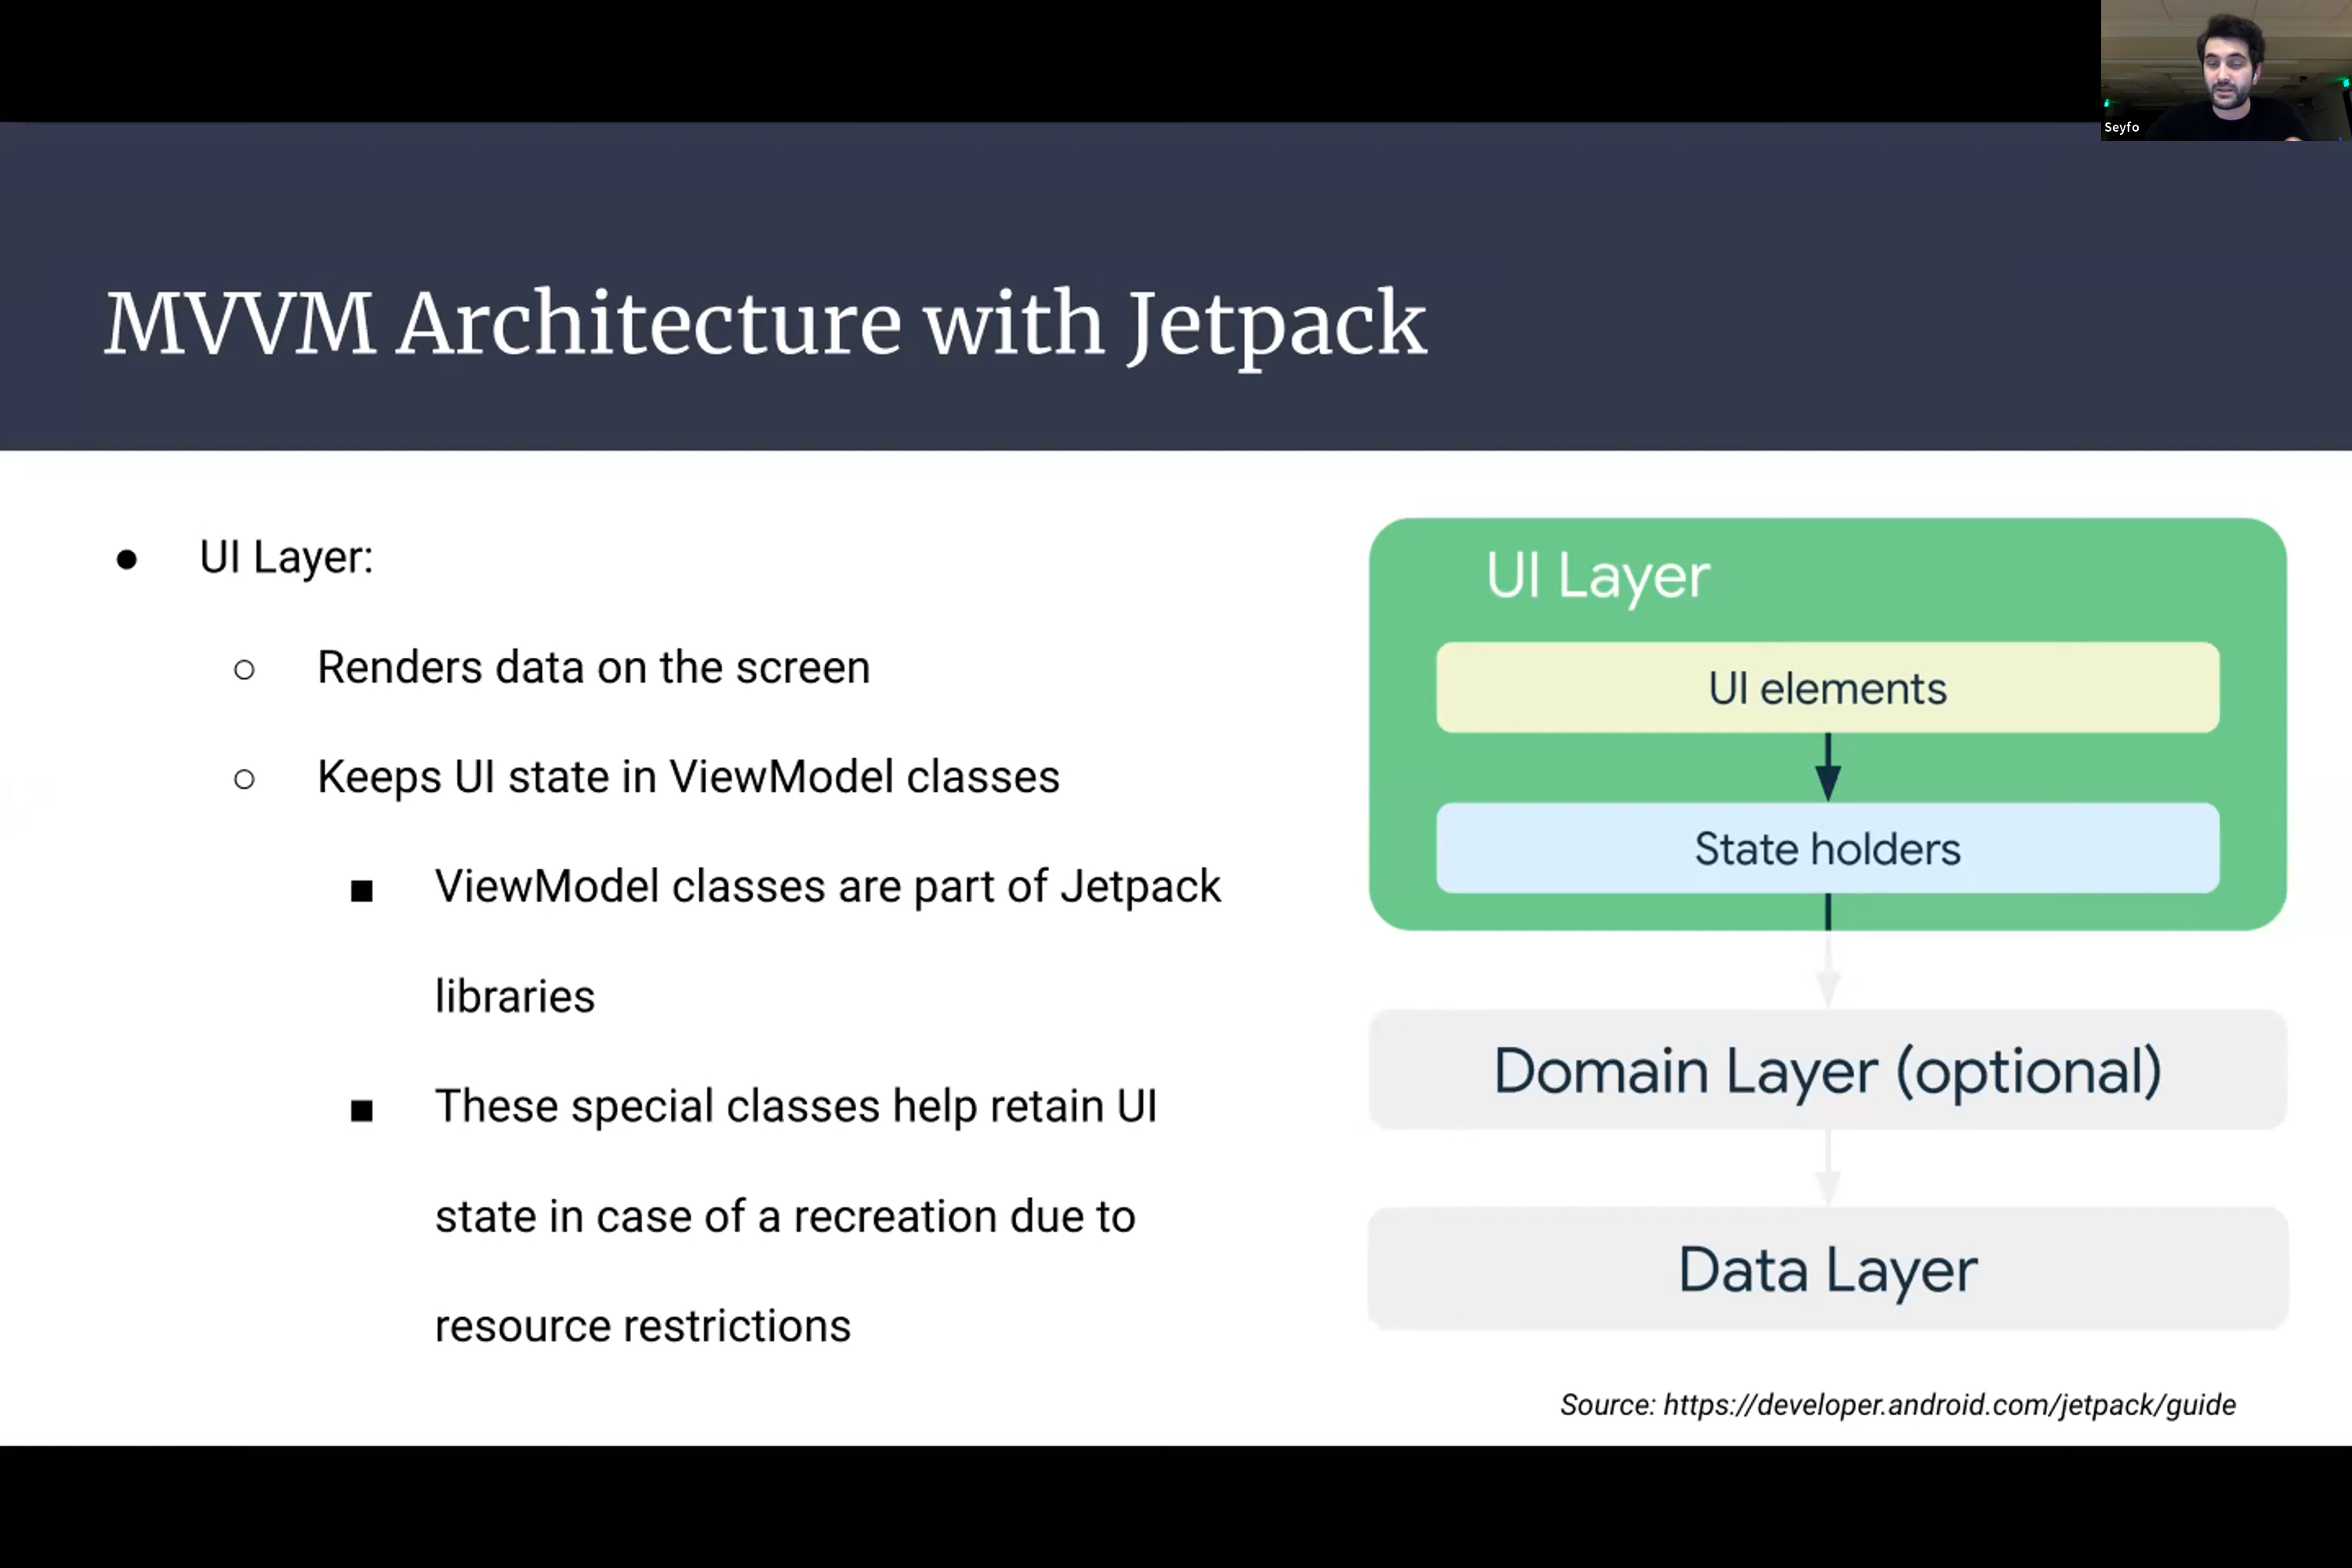 Seyfo
MVVM Architecture with Jetpack
● UI Layer:
○ Renders data on the screen
○ Keeps UI state in ViewModel classes
■ ViewModel classes are part of Jetpack
libraries
■ These special classes help retain UI
state in case of a recreation due to
resource restrictions
UI Layer
UI elements
State holders
Domain Layer (optional)
Data Layer
Source: https://developer.android.com/jetpack/guide